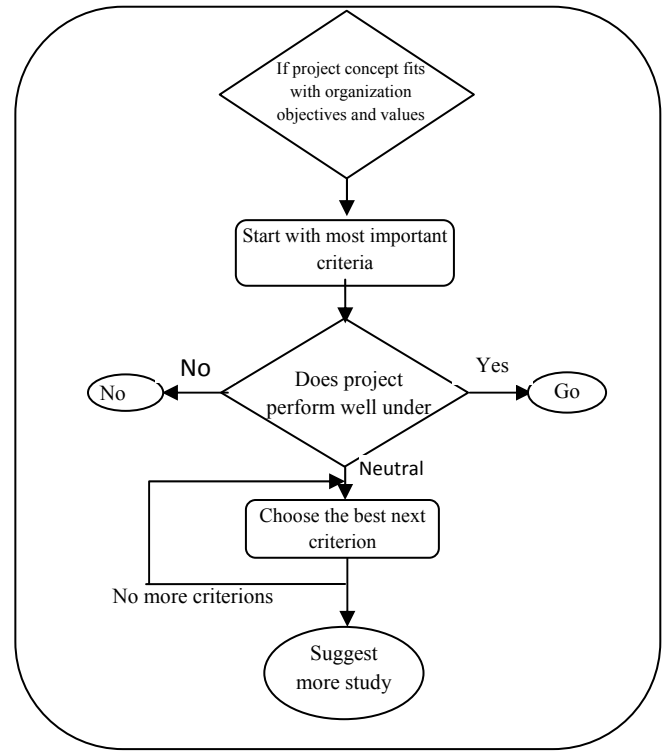 If project concept fits
with organization
objectives and values
Start with most important
criteria
No
Yes
No
Does project
perform well under
Go
Neutral
Choose the best next
criterion
No more criterions
Suggest
more study